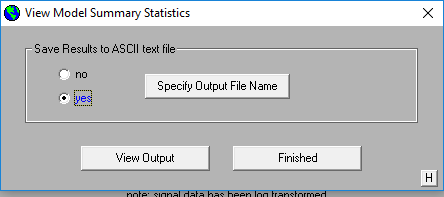 View Model Summary Statistics
Save Results to ASCII text file
no
yes
Specify Output File Name
View Output
Finished
H
note: signal data has been log transformed